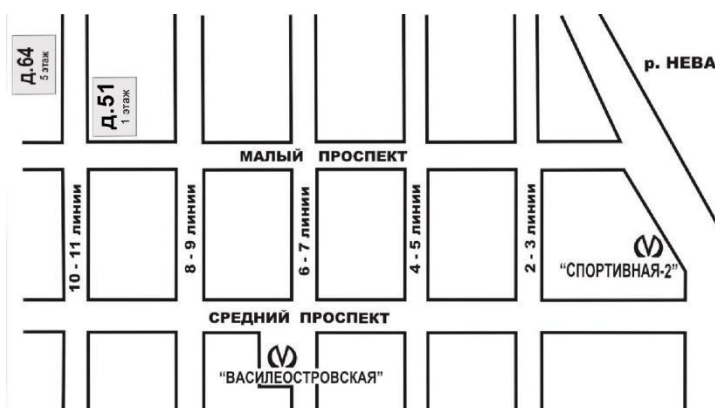 д.64
5 этаж
д.51
1 этаж
р. НЕВА
МАЛЫЙ ПРОСПЕКТ
10 - 11 линии
8 - 9 линии
6 - 7 линии
4 - 5 линии
2 - 3 линии
“СПОРТИВНАЯ-2”
СРЕДНИЙ ПРОСПЕКТ
“ВАСИЛЕОСТРОВСКАЯ”